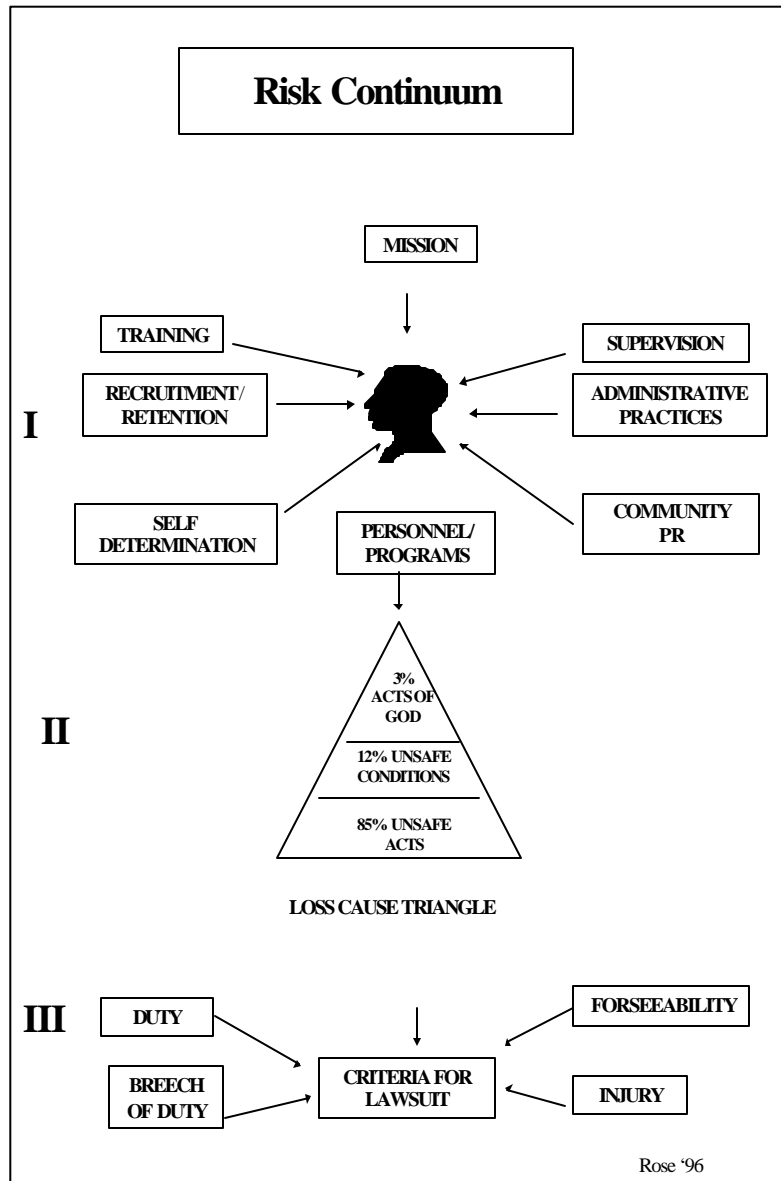 Risk Continuum
MISSION
TRAINING
SUPERVISION
I
RECRUITMENT/
RETENTION
ADMINISTRATIVE
PRACTICES
SELF
DETERMINATION
PERSONNEL/
PROGRAMS
COMMUNITY
PR
II
3%
ACTS OF
GOD
12% UNSAFE
CONDITIONS
85% UNSAFE
ACTS
LOSS CAUSE TRIANGLE
III
DUTY
FORSEEABILITY
BREECH
OF DUTY
CRITERIA FOR
LAWSUIT
INJURY
Rose ‘96